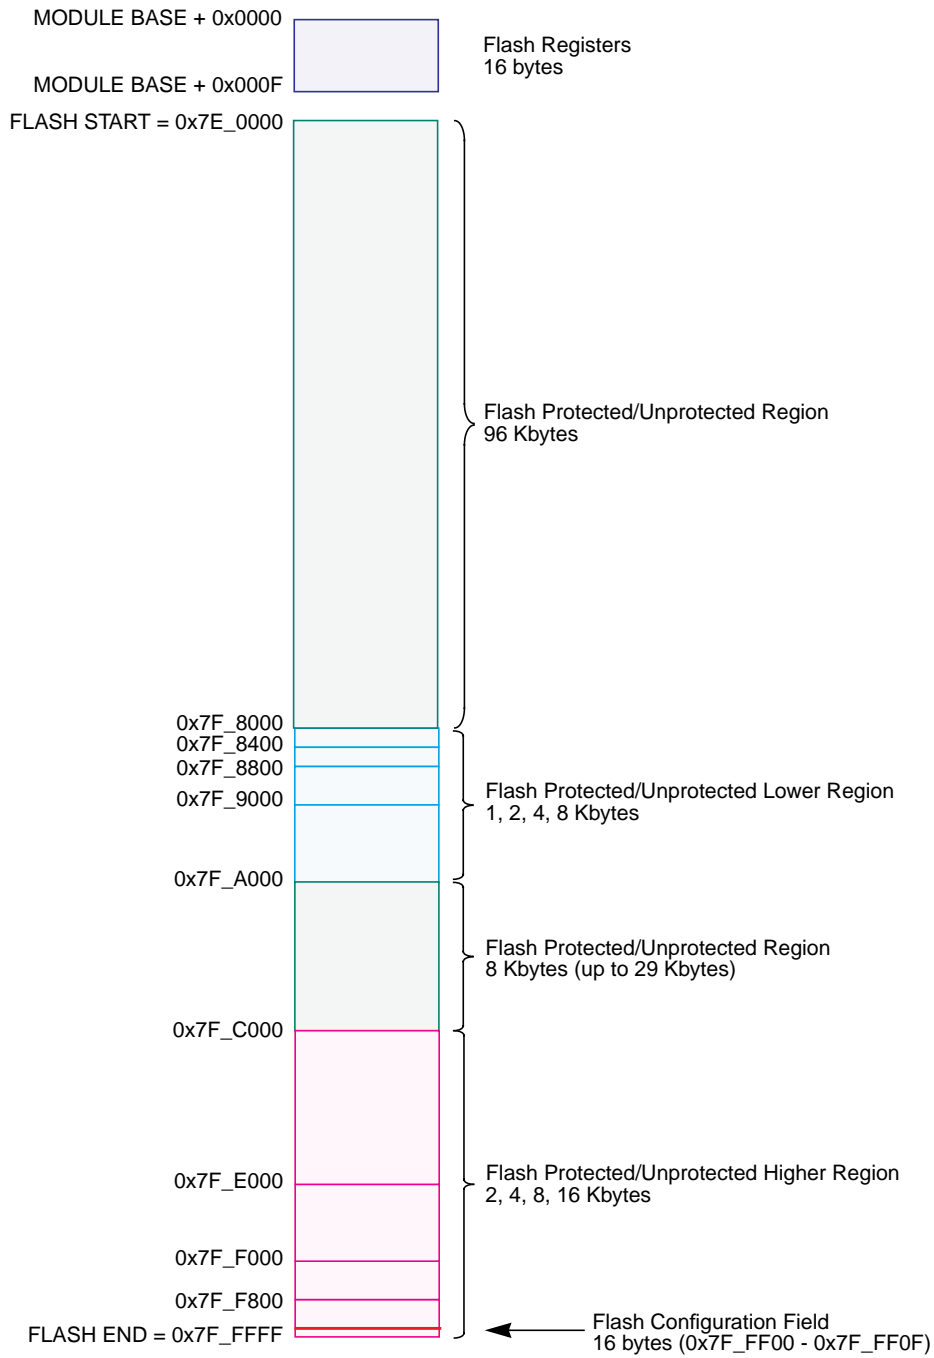 MODULE BASE + 0x0000
Flash Registers
16 bytes
MODULE BASE + 0x000F
FLASH START = 0x7E_0000
Flash Protected/Unprotected Region
96 Kbytes
0x7F_8000
0x7F_8400
0x7F_8800
0x7F_9000
Flash Protected/Unprotected Lower Region
1, 2, 4, 8 Kbytes
0x7F_A000
Flash Protected/Unprotected Region
8 Kbytes (up to 29 Kbytes)
0x7F_C000
0x7F_E000
Flash Protected/Unprotected Higher Region
2, 4, 8, 16 Kbytes
0x7F_F000
0x7F_F800
FLASH END = 0x7F_FFFF
Flash Configuration Field
16 bytes (0x7F_FF00 - 0x7F_FF0F)